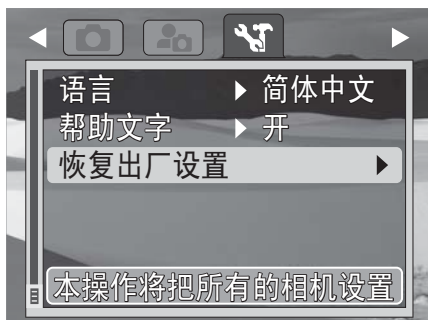 语言 简体中文
帮助文字 开
恢复出厂设置
本操作将把所有的相机设置